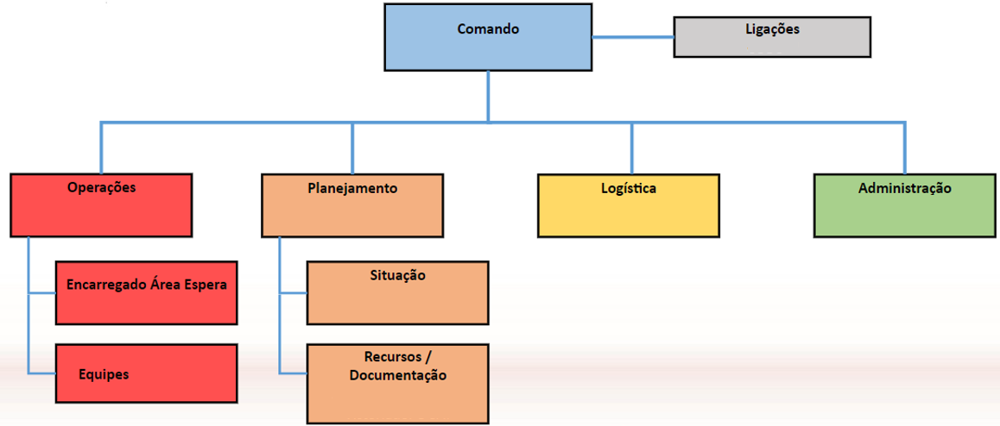 Comando
Ligações
Operações
Planejamento
Logística
Administração
Encarregado Área Espera
Situação
Equipes
Recursos /
Documentação